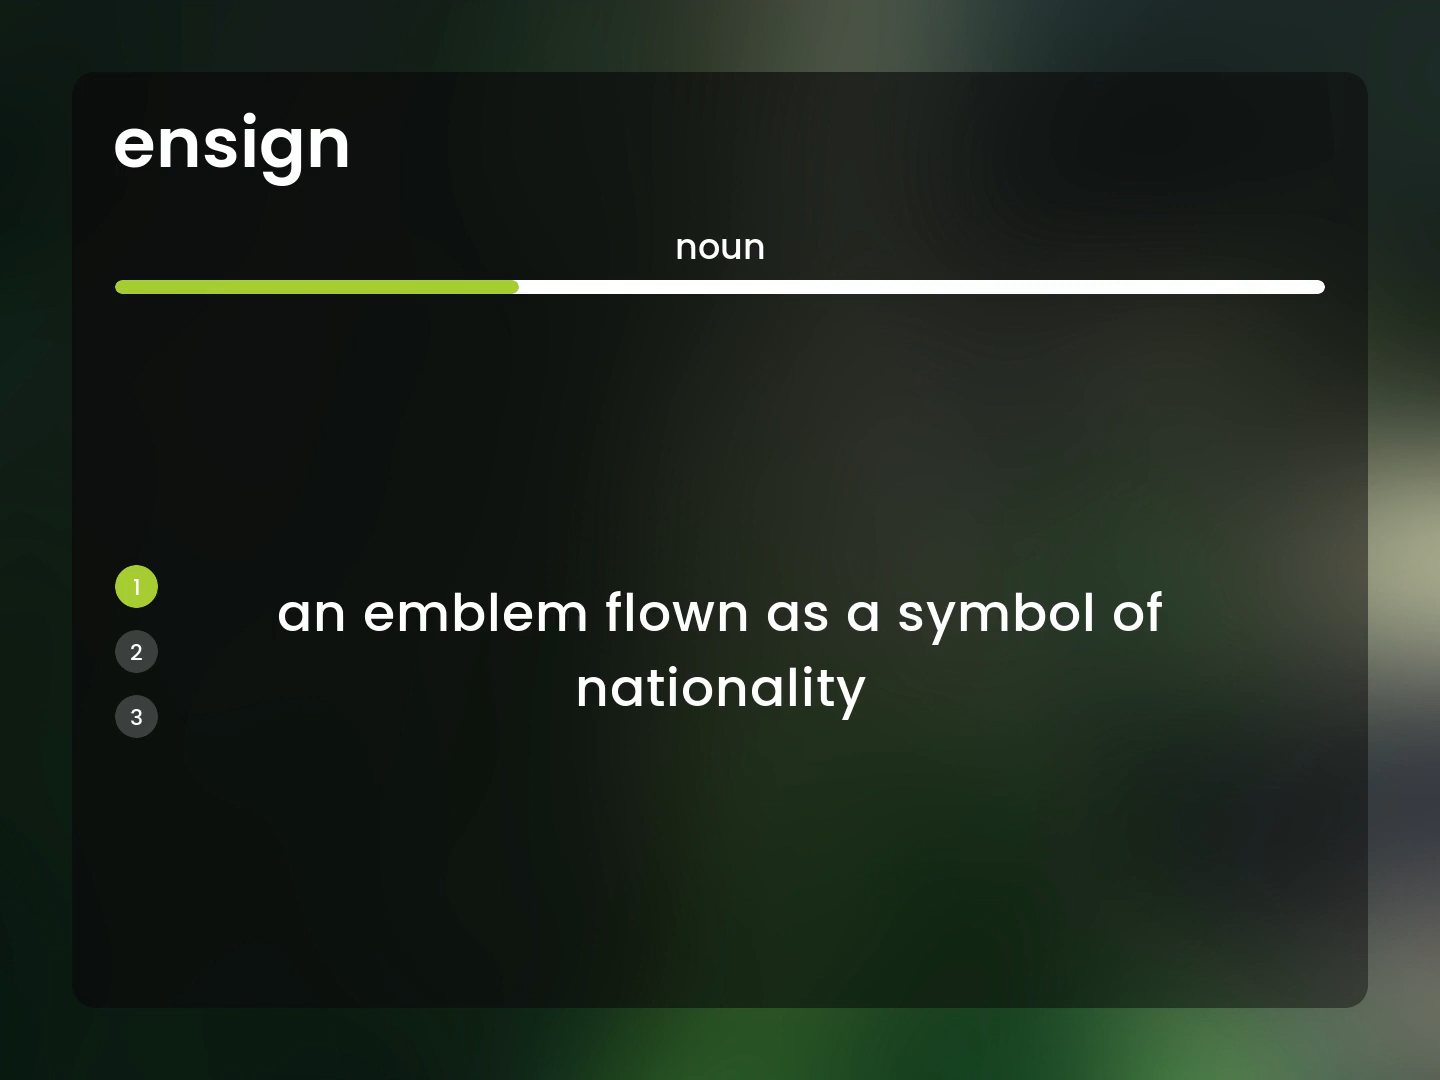 ensign
noun
1
an emblem flown as a symbol of
2
nationality
3